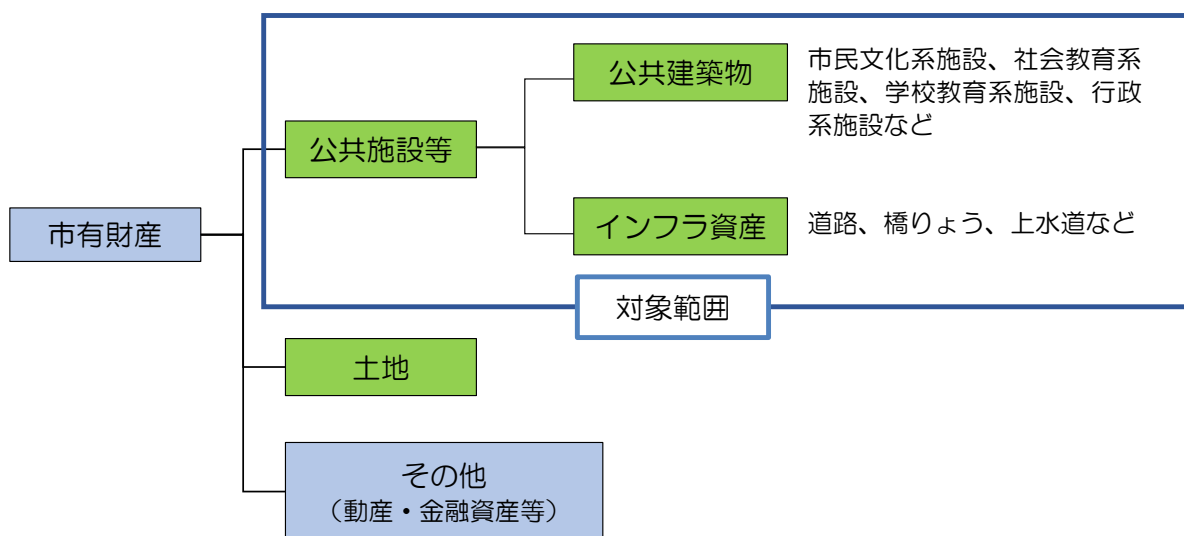 公共建築物
市民文化系施設、社会教育系
施設、学校教育系施設、行政
系施設など
公共施設等
市有財産
インフラ資産
道路、橋りょう、上水道など
対象範囲
土地
その他
（動産・金融資産等）